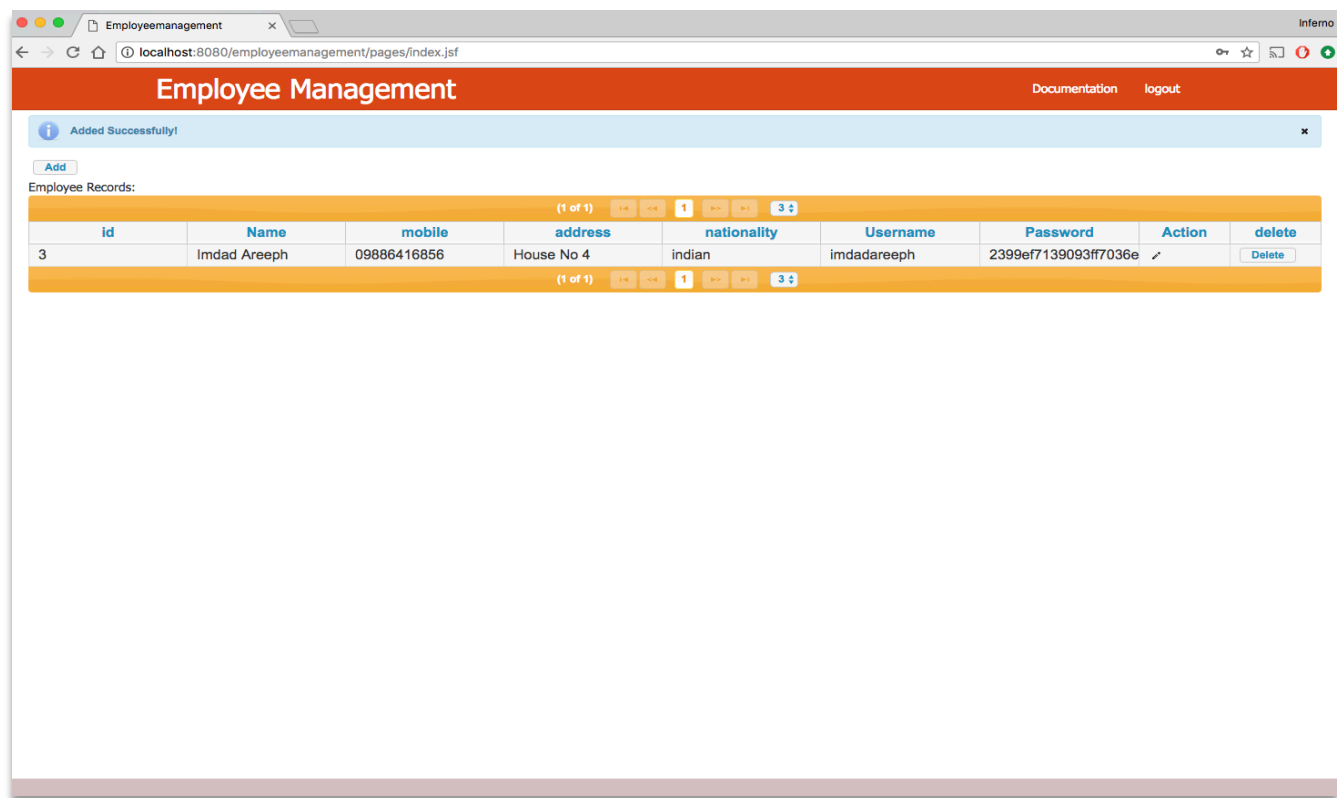 Employeemanagement
Inferno
localhost:8080/employeemanagement/pages/index.jsf
Employee Management Documentation logout
Added Successfully!
Add
Employee Records:
(1 of 1) 1 3
id Name mobile address nationality Username Password Action delete
3 Imdad Areeph 09886416856 House No 4 indian imdadareeph 2399ef7139093ff7036e Delete
(1 of 1) 1 3